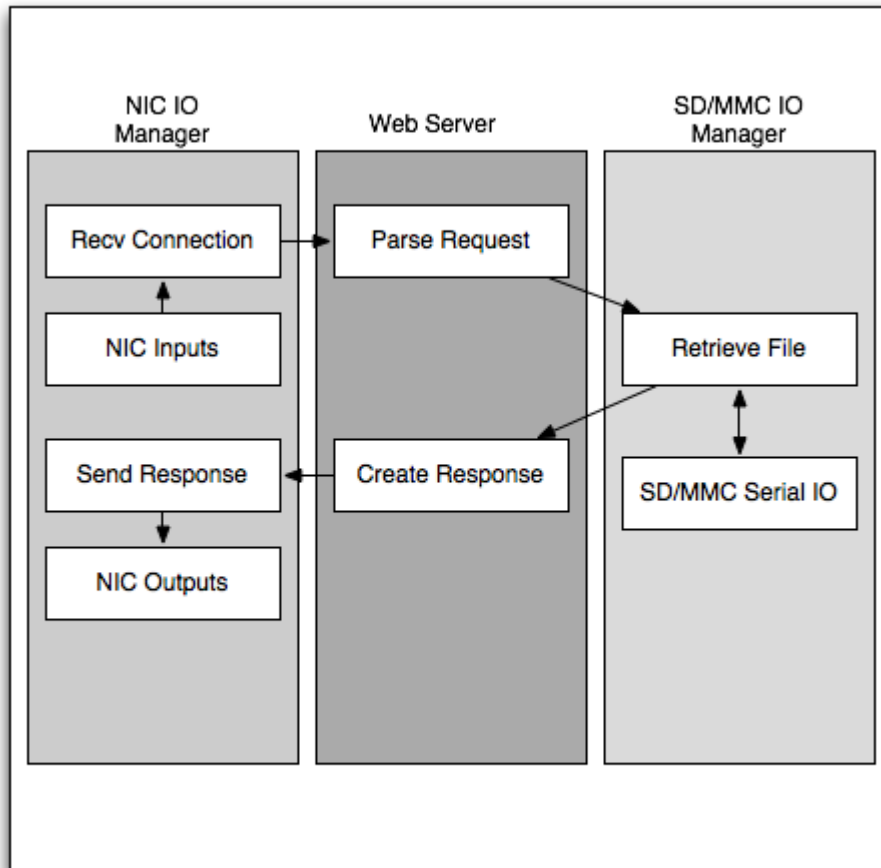 NIC IO
Manager
Web Server
SD/MMC IO
Manager
Recv Connection
Parse Request
NIC Inputs
Retrieve File
Send Response
Create Response
SD/MMC Serial IO
NIC Outputs